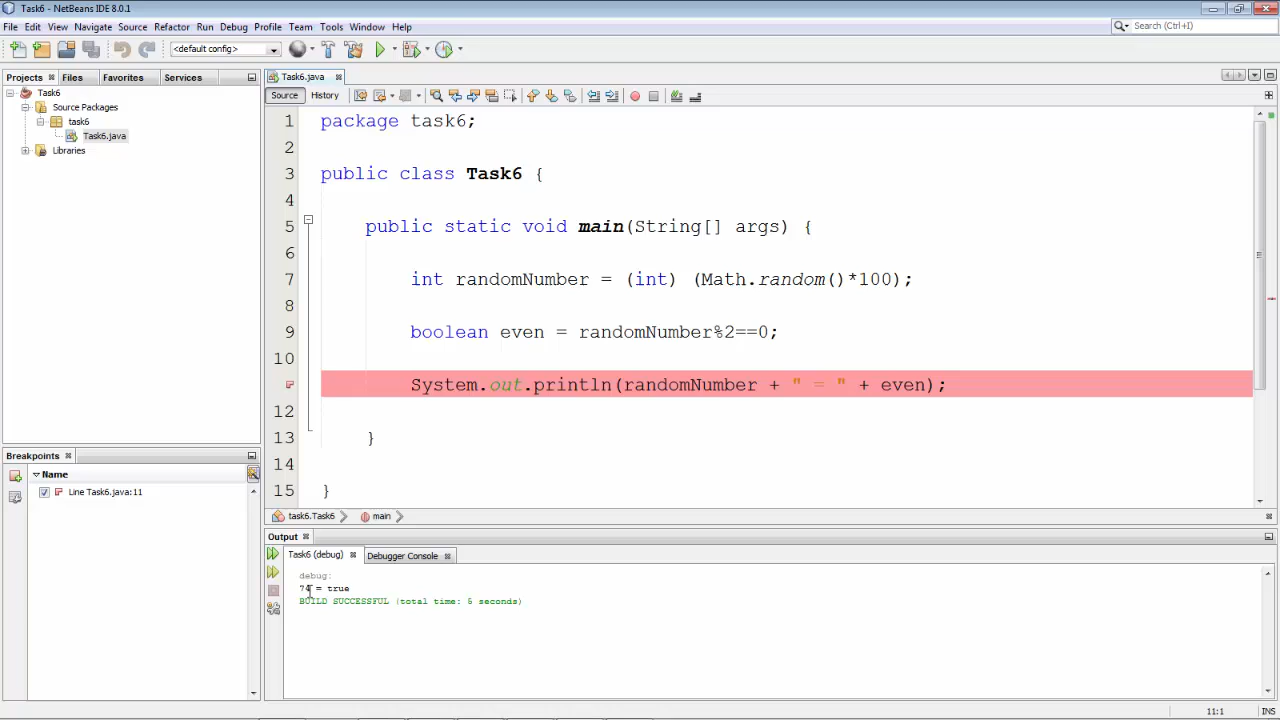 Task6 - NetBeans IDE 8.0.1
File Edit View Navigate Source Refactor Run Debug Profile Team Tools Window Help
Search (Ctrl+I)
<default config>
Projects Files Favorites Services
Task6
Source Packages
task6
Task6.java
Libraries
Task6.java
Source History
1 package task6;
2
3 public class Task6 {
4
5 public static void main(String[] args) {
6
7 int randomNumber = (int) (Math.random()*100);
8
9 boolean even = randomNumber%2==0;
10
System.out.println(randomNumber + " = " + even);
12
13 }
14
15 }
task6.Task6 main
Breakpoints
Name
Line Task6.java:11
Output
Task6 (debug) Debugger Console
debug:
= true
BUILD SUCCESSFUL (total time: 5 seconds)
11:1 INS